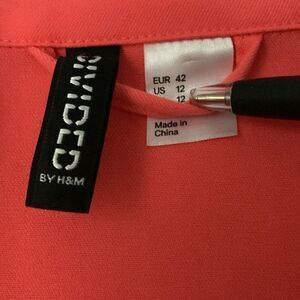 DIVIDED
BY H&M
EUR 42
US 12
12
Made in
China